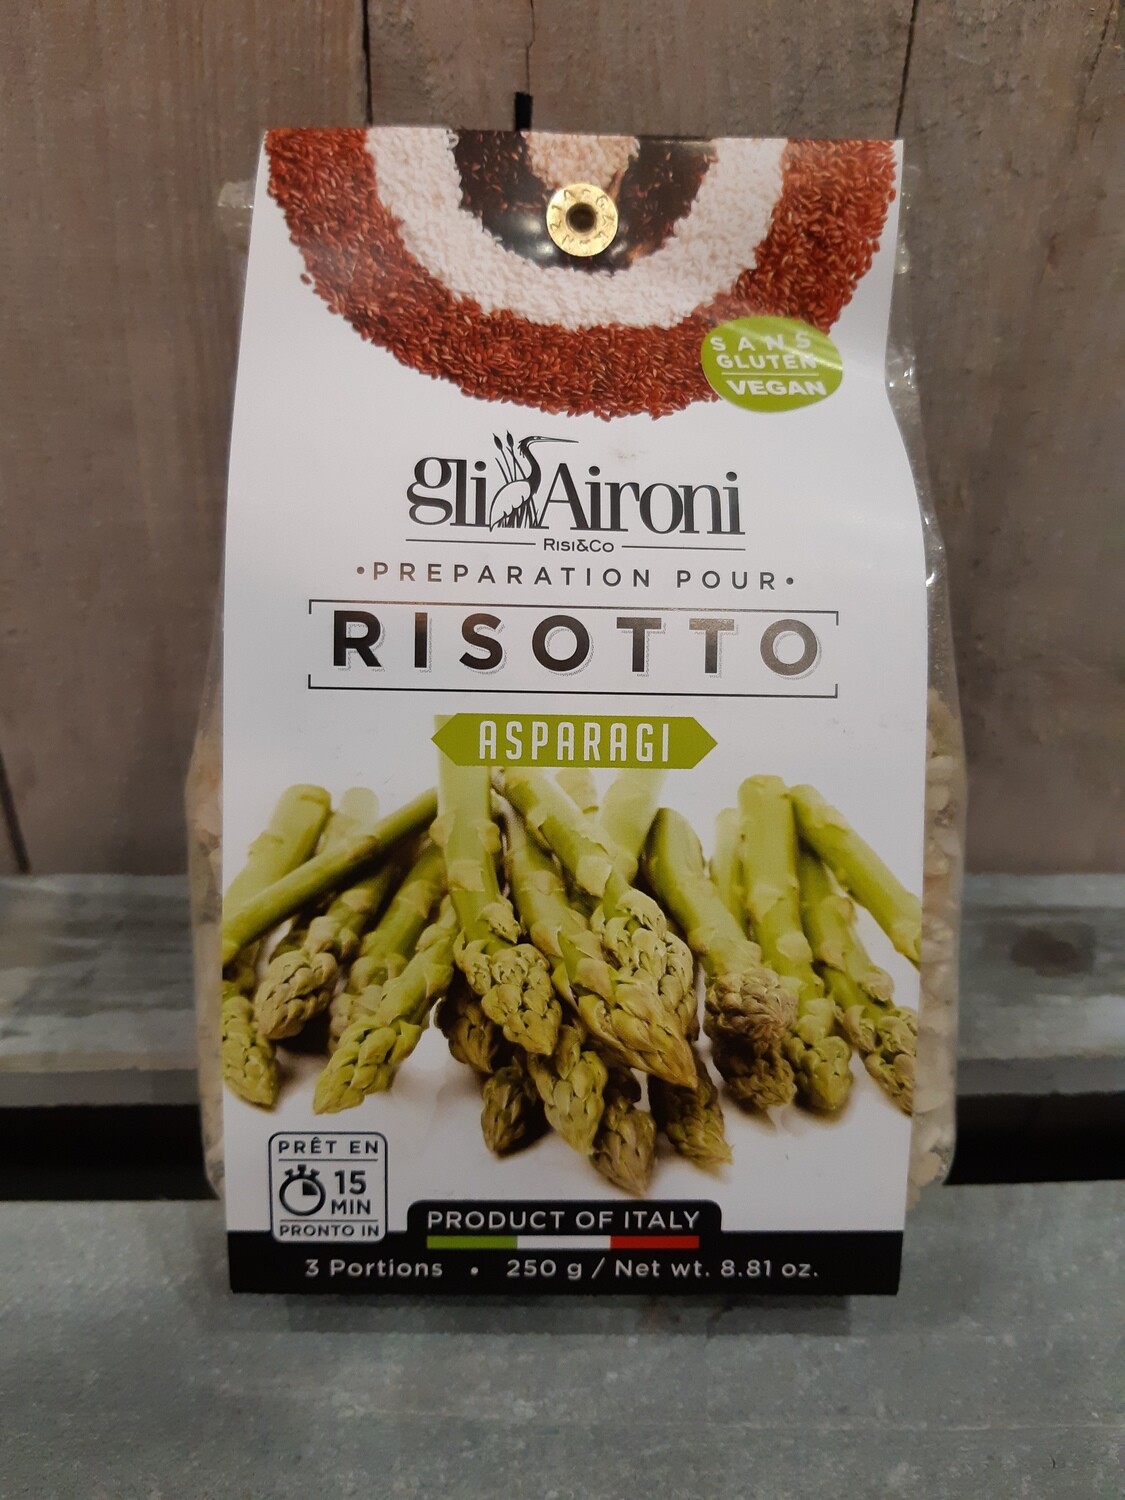 SANS
GLUTEN
VEGAN
gli Aironi
RISI&CO
•PREPARATION POUR•
RISOTTO
ASPARAGI
PRÊT EN
15
MIN
PRONTO IN
PRODUCT OF ITALY
3 Portions • 250 g / Net wt. 8.81 oz.